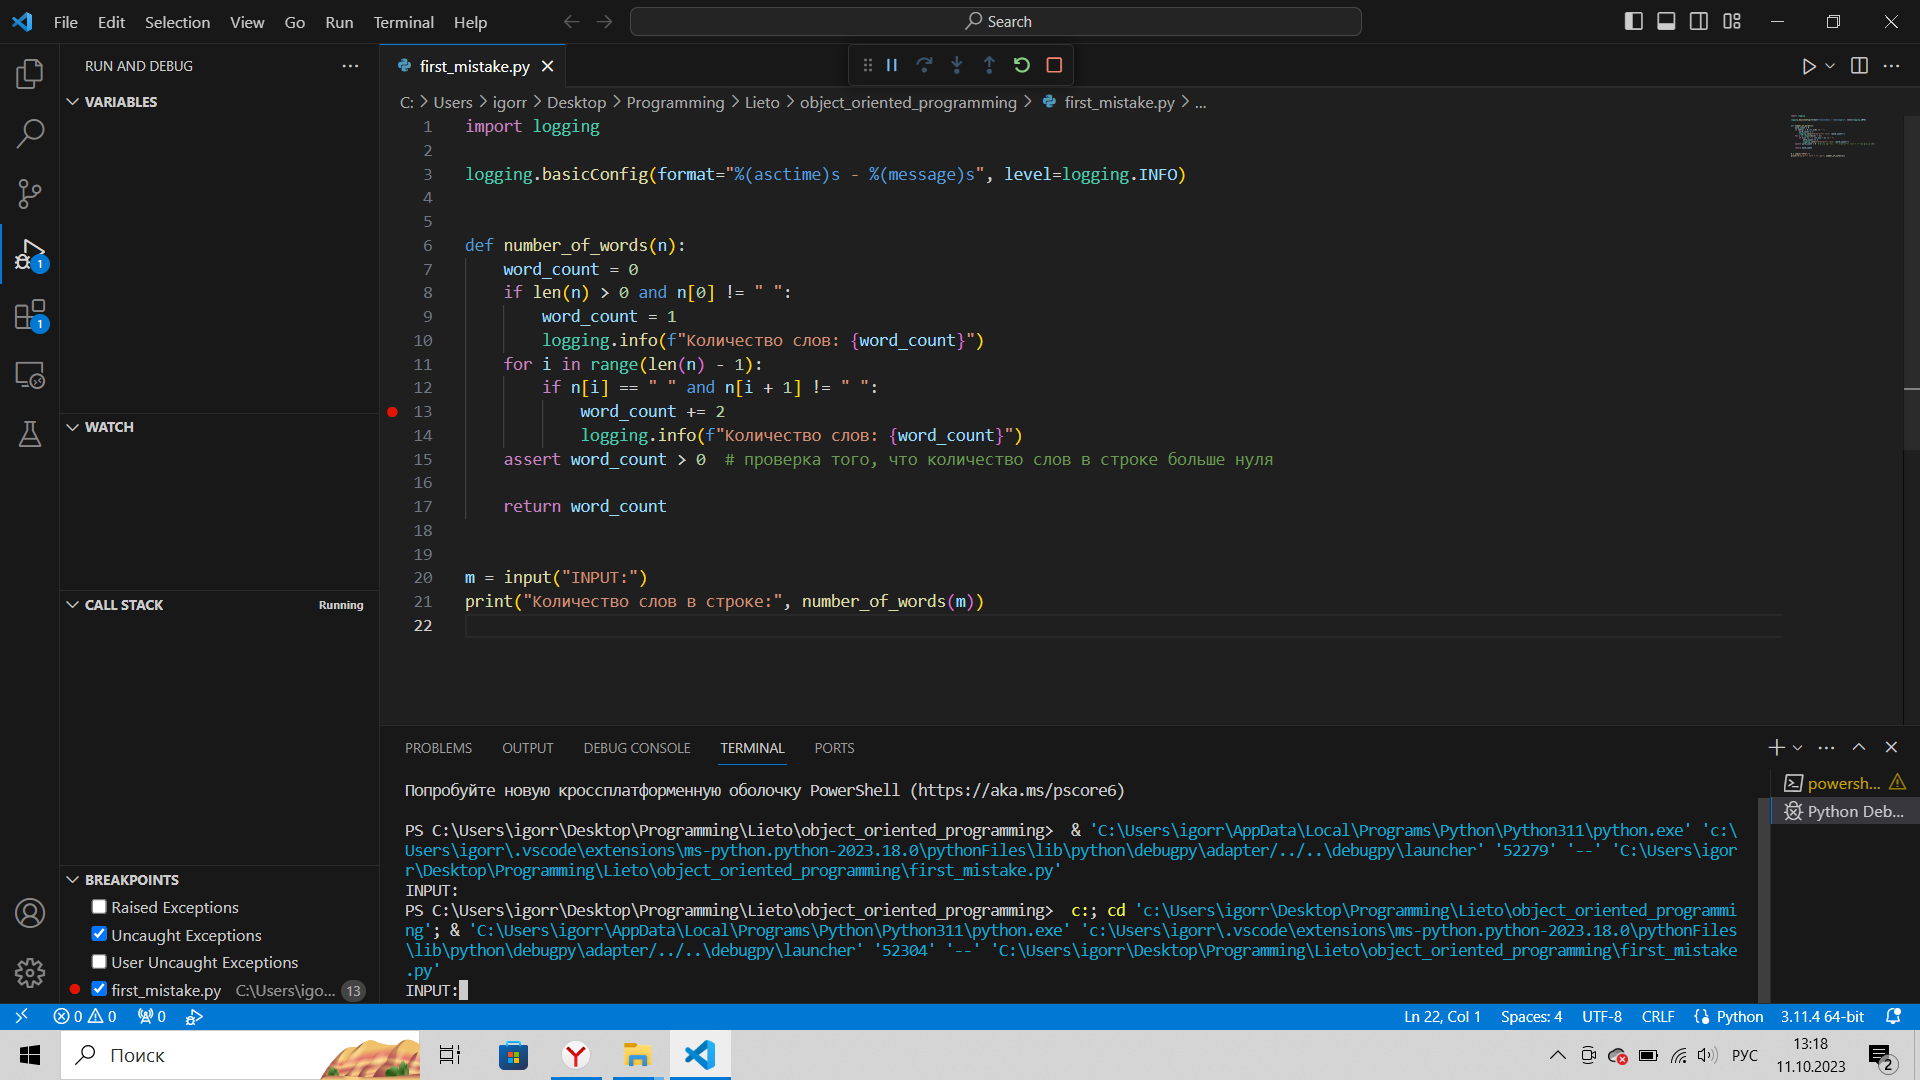 File Edit Selection View Go Run Terminal Help
Search
RUN AND DEBUG
VARIABLES
WATCH
CALL STACK Running
BREAKPOINTS
Raised Exceptions
Uncaught Exceptions
User Uncaught Exceptions
first_mistake.py C:\Users\igo... 13
1
1
first_mistake.py
C: > Users > igorr > Desktop > Programming > Lieto > object_oriented_programming > first_mistake.py > ...
1 import logging
2
3 logging.basicConfig(format="%(asctime)s - %(message)s", level=logging.INFO)
4
5
6 def number_of_words(n):
7 word_count = 0
8 if len(n) > 0 and n[0] != " ":
9 word_count = 1
10 logging.info(f"Количество слов: {word_count}")
11 for i in range(len(n) - 1):
12 if n[i] == " " and n[i + 1] != " ":
13 word_count += 2
14 logging.info(f"Количество слов: {word_count}")
15 assert word_count > 0 # проверка того, что количество слов в строке больше нуля
16
17 return word_count
18
19
20 m = input("INPUT:")
21 print("Количество слов в строке:", number_of_words(m))
22
PROBLEMS OUTPUT DEBUG CONSOLE TERMINAL PORTS
powersh...
Python Deb...
Попробуйте новую кроссплатформенную оболочку PowerShell (https://aka.ms/pscore6)
PS C:\Users\igorr\Desktop\Programming\Lieto\object_oriented_programming> & 'C:\Users\igorr\AppData\Local\Programs\Python\Python311\python.exe' 'c:\
Users\igorr\.vscode\extensions\ms-python.python-2023.18.0\pythonFiles\lib\python\debugpy\adapter/../..\debugpy\launcher' '52279' '--' 'C:\Users\igor
r\Desktop\Programming\Lieto\object_oriented_programming\first_mistake.py'
INPUT:
PS C:\Users\igorr\Desktop\Programming\Lieto\object_oriented_programming> c:; cd 'c:\Users\igorr\Desktop\Programming\Lieto\object_oriented_programmi
ng'; & 'C:\Users\igorr\AppData\Local\Programs\Python\Python311\python.exe' 'c:\Users\igorr\.vscode\extensions\ms-python.python-2023.18.0\pythonFiles
\lib\python\debugpy\adapter/../..\debugpy\launcher' '52304' '--' 'C:\Users\igorr\Desktop\Programming\Lieto\object_oriented_programming\first_mistake
.py'
INPUT:
0 0 0 Ln 22, Col 1 Spaces: 4 UTF-8 CRLF Python 3.11.4 64-bit
Поиск
РУС
13:18
11.10.2023
2